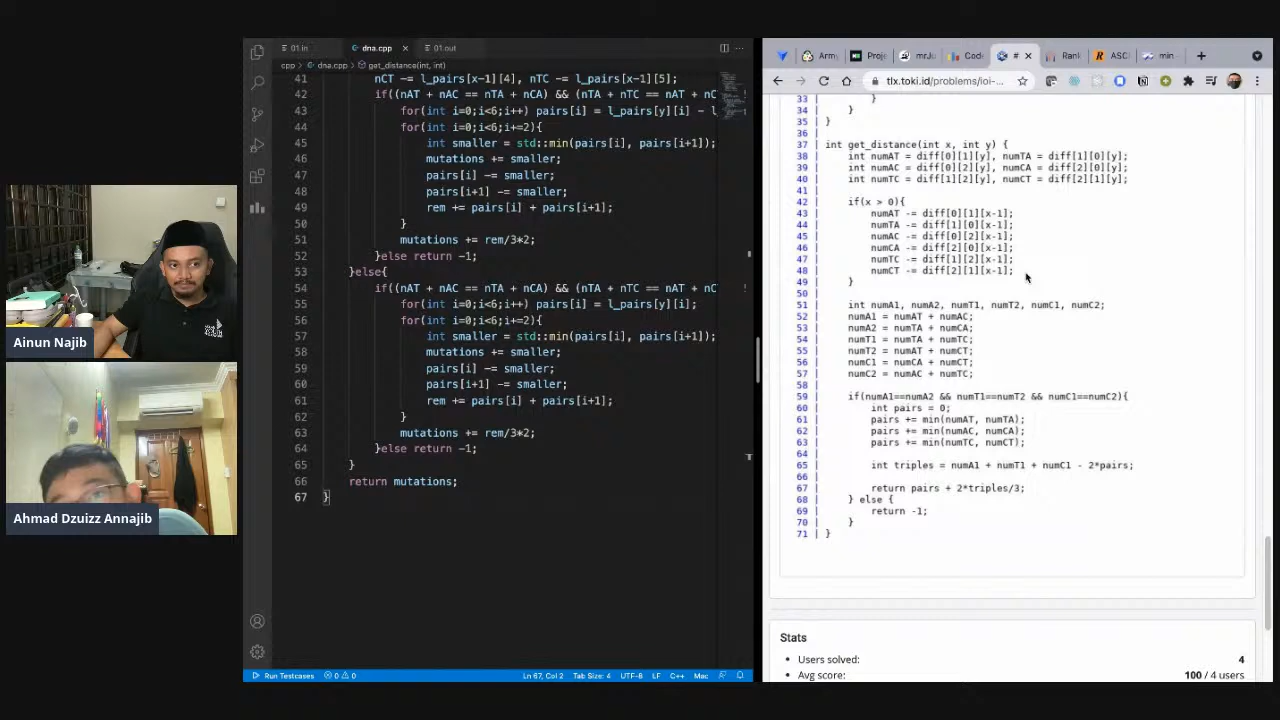 Ainun Najib
Ahmad Dzuizz Annajib
01.in
dna.cpp
01.out
cpp > dna.cpp > get_distance(int, int)
41 nCT -= l_pairs[x-1][4], nTC -= l_pairs[x-1][5];
42 if((nAT + nAC == nTA + nCA) && (nTA + nTC == nAT + nC
43 for(int i=0;i<6;i++) pairs[i] = l_pairs[y][i] - l
44 for(int i=0;i<6;i+=2){
45 int smaller = std::min(pairs[i], pairs[i+1]);
46 mutations += smaller;
47 pairs[i] -= smaller;
48 pairs[i+1] -= smaller;
49 rem += pairs[i] + pairs[i+1];
50 }
51 mutations += rem/3*2;
52 }else return -1;
53 }else{
54 if((nAT + nAC == nTA + nCA) && (nTA + nTC == nAT + nCT
55 for(int i=0;i<6;i++) pairs[i] = l_pairs[y][i];
56 for(int i=0;i<6;i+=2){
57 int smaller = std::min(pairs[i], pairs[i+1]);
58 mutations += smaller;
59 pairs[i] -= smaller;
60 pairs[i+1] -= smaller;
61 rem += pairs[i] + pairs[i+1];
62 }
63 mutations += rem/3*2;
64 }else return -1;
65 }
66 return mutations;
67 }
Run Testcases 0 0 Ln 67, Col 2 Tab Size: 4 UTF-8 LF C++ Mac
Arm Proje mrJu Codi # Rank ASCI min
tlx.toki.id/problems/ioi-...
33 | }
34 | }
35 | }
36 |
37 | int get_distance(int x, int y) {
38 | int numAT = diff[0][1][y], numTA = diff[1][0][y];
39 | int numAC = diff[0][2][y], numCA = diff[2][0][y];
40 | int numTC = diff[1][2][y], numCT = diff[2][1][y];
41 |
42 | if(x > 0){
43 | numAT -= diff[0][1][x-1];
44 | numTA -= diff[1][0][x-1];
45 | numAC -= diff[0][2][x-1];
46 | numCA -= diff[2][0][x-1];
47 | numTC -= diff[1][2][x-1];
48 | numCT -= diff[2][1][x-1];
49 | }
50 |
51 | int numA1, numA2, numT1, numT2, numC1, numC2;
52 | numA1 = numAT + numAC;
53 | numA2 = numTA + numCA;
54 | numT1 = numTA + numTC;
55 | numT2 = numAT + numCT;
56 | numC1 = numCA + numCT;
57 | numC2 = numAC + numTC;
58 |
59 | if(numA1==numA2 && numT1==numT2 && numC1==numC2){
60 | int pairs = 0;
61 | pairs += min(numAT, numTA);
62 | pairs += min(numAC, numCA);
63 | pairs += min(numTC, numCT);
64 |
65 | int triples = numA1 + numT1 + numC1 - 2*pairs;
66 |
67 | return pairs + 2*triples/3;
68 | } else {
69 | return -1;
70 | }
71 | }
Stats
Users solved: 4
Avg score: 100 / 4 users